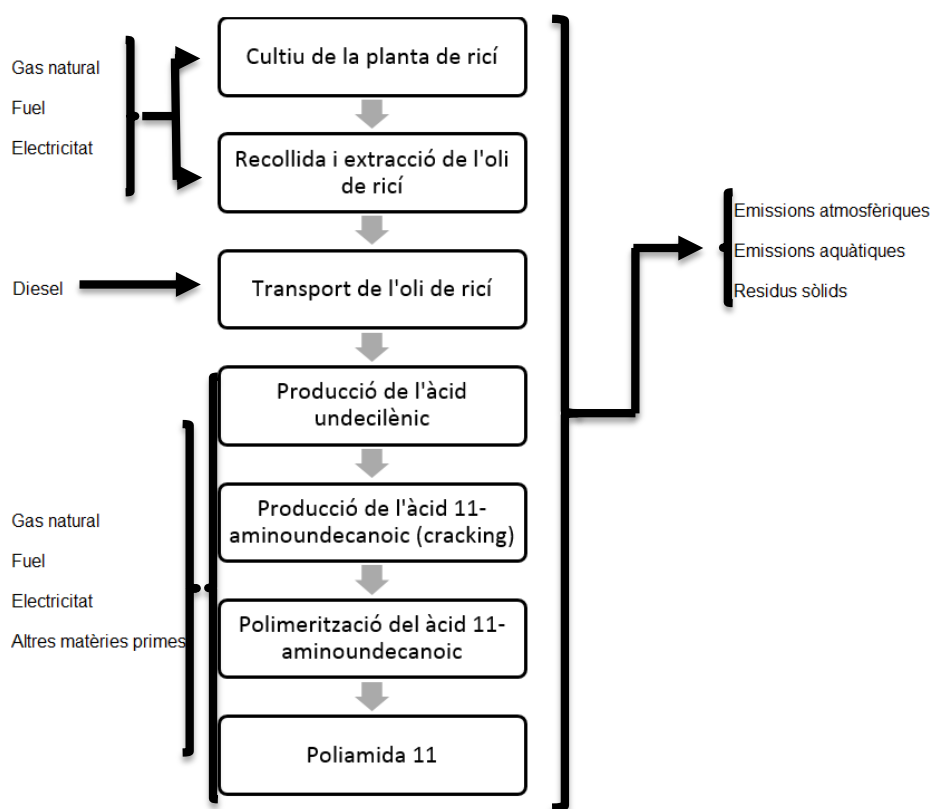 Gas natural
Fuel
Electricitat
Cultiu de la planta de ricí
Recollida i extracció de l'oli
de ricí
Diesel
Transport de l'oli de ricí
Producció de l'àcid
undecilènic
Producció de l'àcid 11-
aminoundecanoic (cracking)
Polimerització del àcid 11-
aminoundecanoic
Poliamida 11
Gas natural
Fuel
Electricitat
Altres matèries primes
Emissions atmosfèriques
Emissions aquàtiques
Residus sòlids